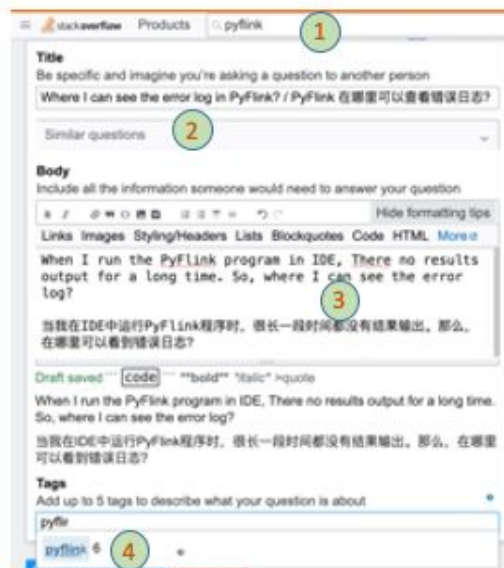 stackoverflow Products pyflink
1
Title
Be specific and imagine you're asking a question to another person
Where I can see the error log in PyFlink? / PyFlink 在哪里可以查看错误日志?
Similar questions
2
Body
Include all the information someone would need to answer your question
Hide formatting tips
Links Images Styling/Headers Lists Blockquotes Code HTML More
When I run the PyFlink program in IDE, There no results
output for a long time. So, where I can see the error
log?
3
当我在IDE中运行PyFlink程序时，很长一段时间都没有结果输出。那么，
在哪里可以看到错误日志?
Draft saved ```code``` **bold** *italic* >quote
When I run the PyFlink program in IDE, There no results output for a long time.
So, where I can see the error log?
当我在IDE中运行PyFlink程序时，很长一段时间都没有结果输出。那么，在哪里
可以看到错误日志?
Tags
Add up to 5 tags to describe what your question is about
pyflir
pyflink 6
4